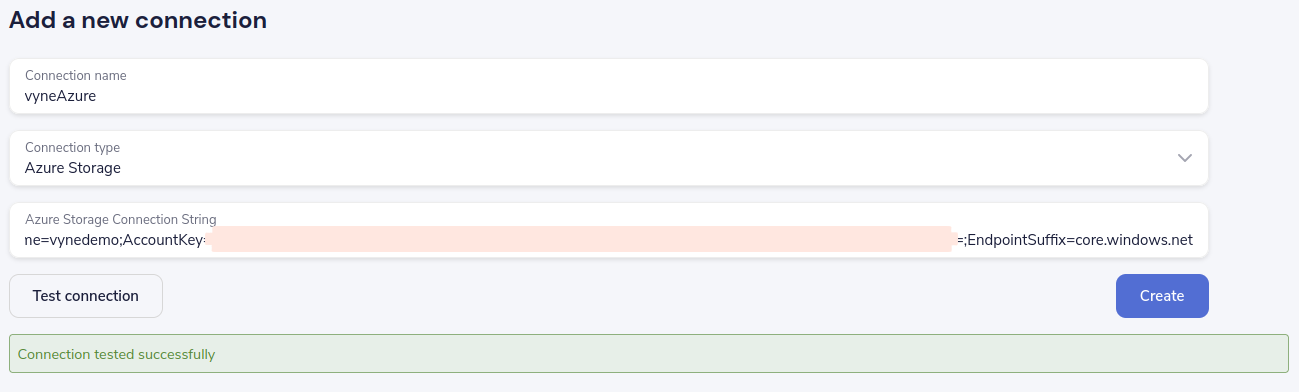 Add a new connection
Connection name
vyneAzure
Connection type
Azure Storage
Azure Storage Connection String
ne=vynedemo;AccountKey= =;EndpointSuffix=core.windows.net
Test connection
Create
Connection tested successfully